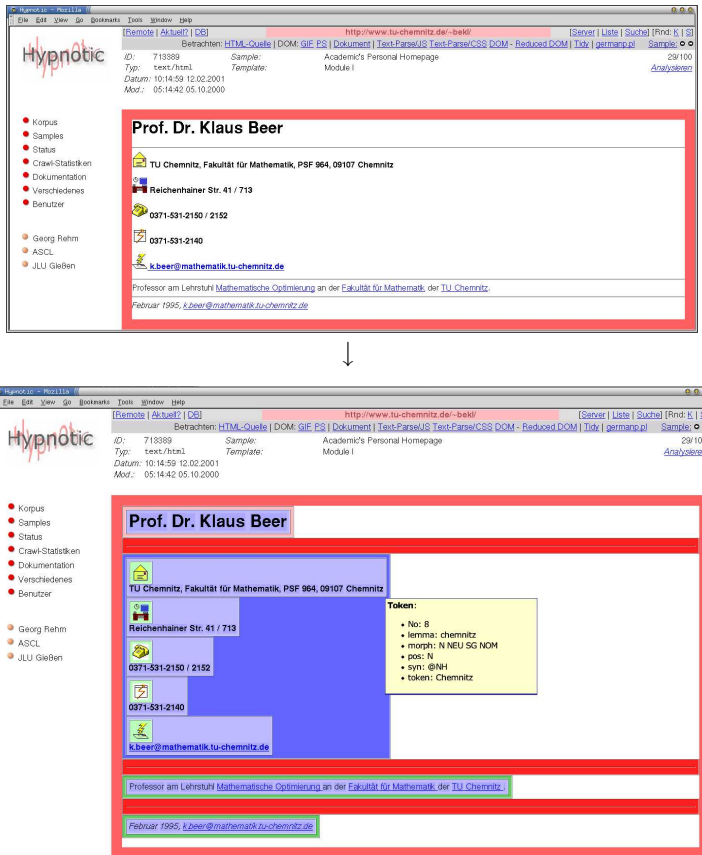 Hypnotic - Mozilla
File Edit View Go Bookmarks Tools Window Help
[Remote | Aktuell? | DB] http://www.tu-chemnitz.de/~bekl/ [Server | Liste | Suche] [Rnd: K | S]
Betrachten: HTML-Quelle | DOM: GIF PS | Dokument | Text-Parse/JS Text-Parse/CSS DOM - Reduced DOM | Tidy | germanp.pl Sample:
Hypnotic
ID: 713389 Sample: Academic's Personal Homepage 29/100
Typ: text/html Template: Module I Analysieren
Datum: 10:14:59 12.02.2001
Mod.: 05:14:42 05.10.2000
Korpus
Samples
Status
Crawl-Statistiken
Dokumentation
Verschiedenes
Benutzer
Georg Rehm
ASCL
JLU Gießen
Prof. Dr. Klaus Beer
TU Chemnitz, Fakultät für Mathematik, PSF 964, 09107 Chemnitz
Reichenhainer Str. 41 / 713
0371-531-2150 / 2152
0371-531-2140
k.beer@mathematik.tu-chemnitz.de
Professor am Lehrstuhl Mathematische Optimierung an der Fakultät für Mathematik der TU Chemnitz.
Februar 1995, k.beer@mathematik.tu-chemnitz.de
↓
Hypnotic - Mozilla
File Edit View Go Bookmarks Tools Window Help
[Remote | Aktuell? | DB] http://www.tu-chemnitz.de/~bekl/ [Server | Liste | Suche] [Rnd: K |
Betrachten: HTML-Quelle | DOM: GIF PS | Dokument | Text-Parse/JS Text-Parse/CSS DOM - Reduced DOM | Tidy | germanp.pl Sample:
Hypnotic
ID: 713389 Sample: Academic's Personal Homepage 29/10
Typ: text/html Template: Module I Analysiere
Datum: 10:14:59 12.02.2001
Mod.: 05:14:42 05.10.2000
Korpus
Samples
Status
Crawl-Statistiken
Dokumentation
Verschiedenes
Benutzer
Georg Rehm
ASCL
JLU Gießen
Prof. Dr. Klaus Beer
TU Chemnitz, Fakultät für Mathematik, PSF 964, 09107 Chemnitz
Reichenhainer Str. 41 / 713
0371-531-2150 / 2152
0371-531-2140
k.beer@mathematik.tu-chemnitz.de
Token:
• No: 8
• lemma: chemnitz
• morph: N NEU SG NOM
• pos: N
• syn: @NH
• token: Chemnitz
Professor am Lehrstuhl Mathematische Optimierung an der Fakultät für Mathematik der TU Chemnitz .
Februar 1995, k.beer@mathematik.tu-chemnitz.de